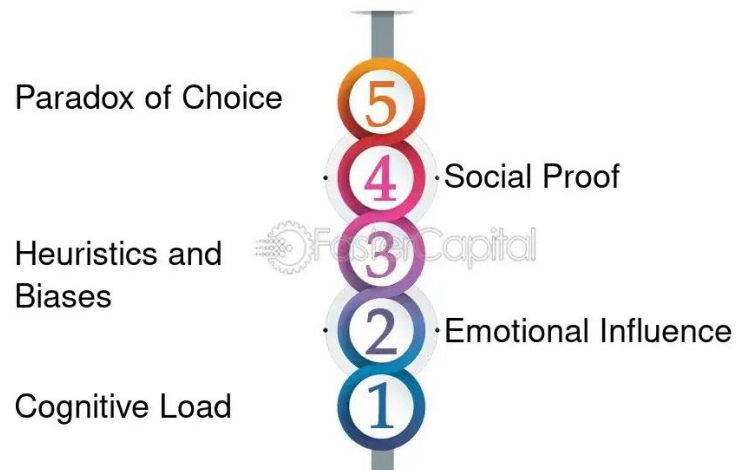 Paradox of Choice
5
4
Social Proof
FasterCapital
Heuristics and
Biases
3
2
Emotional Influence
Cognitive Load
1